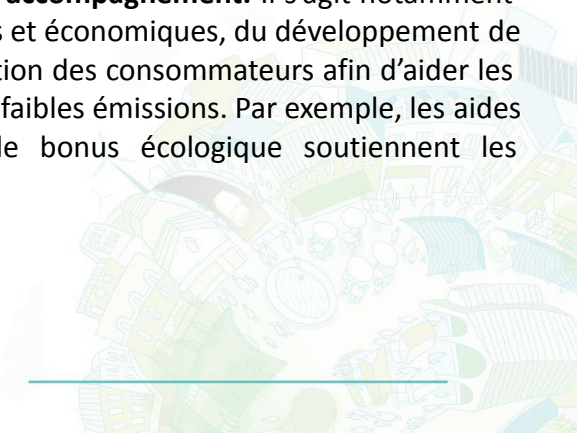 accompagnement. Il s'agit notamment
s et économiques, du développement de
tion des consommateurs afin d'aider les
faibles émissions. Par exemple, les aides
le bonus écologique soutiennent les